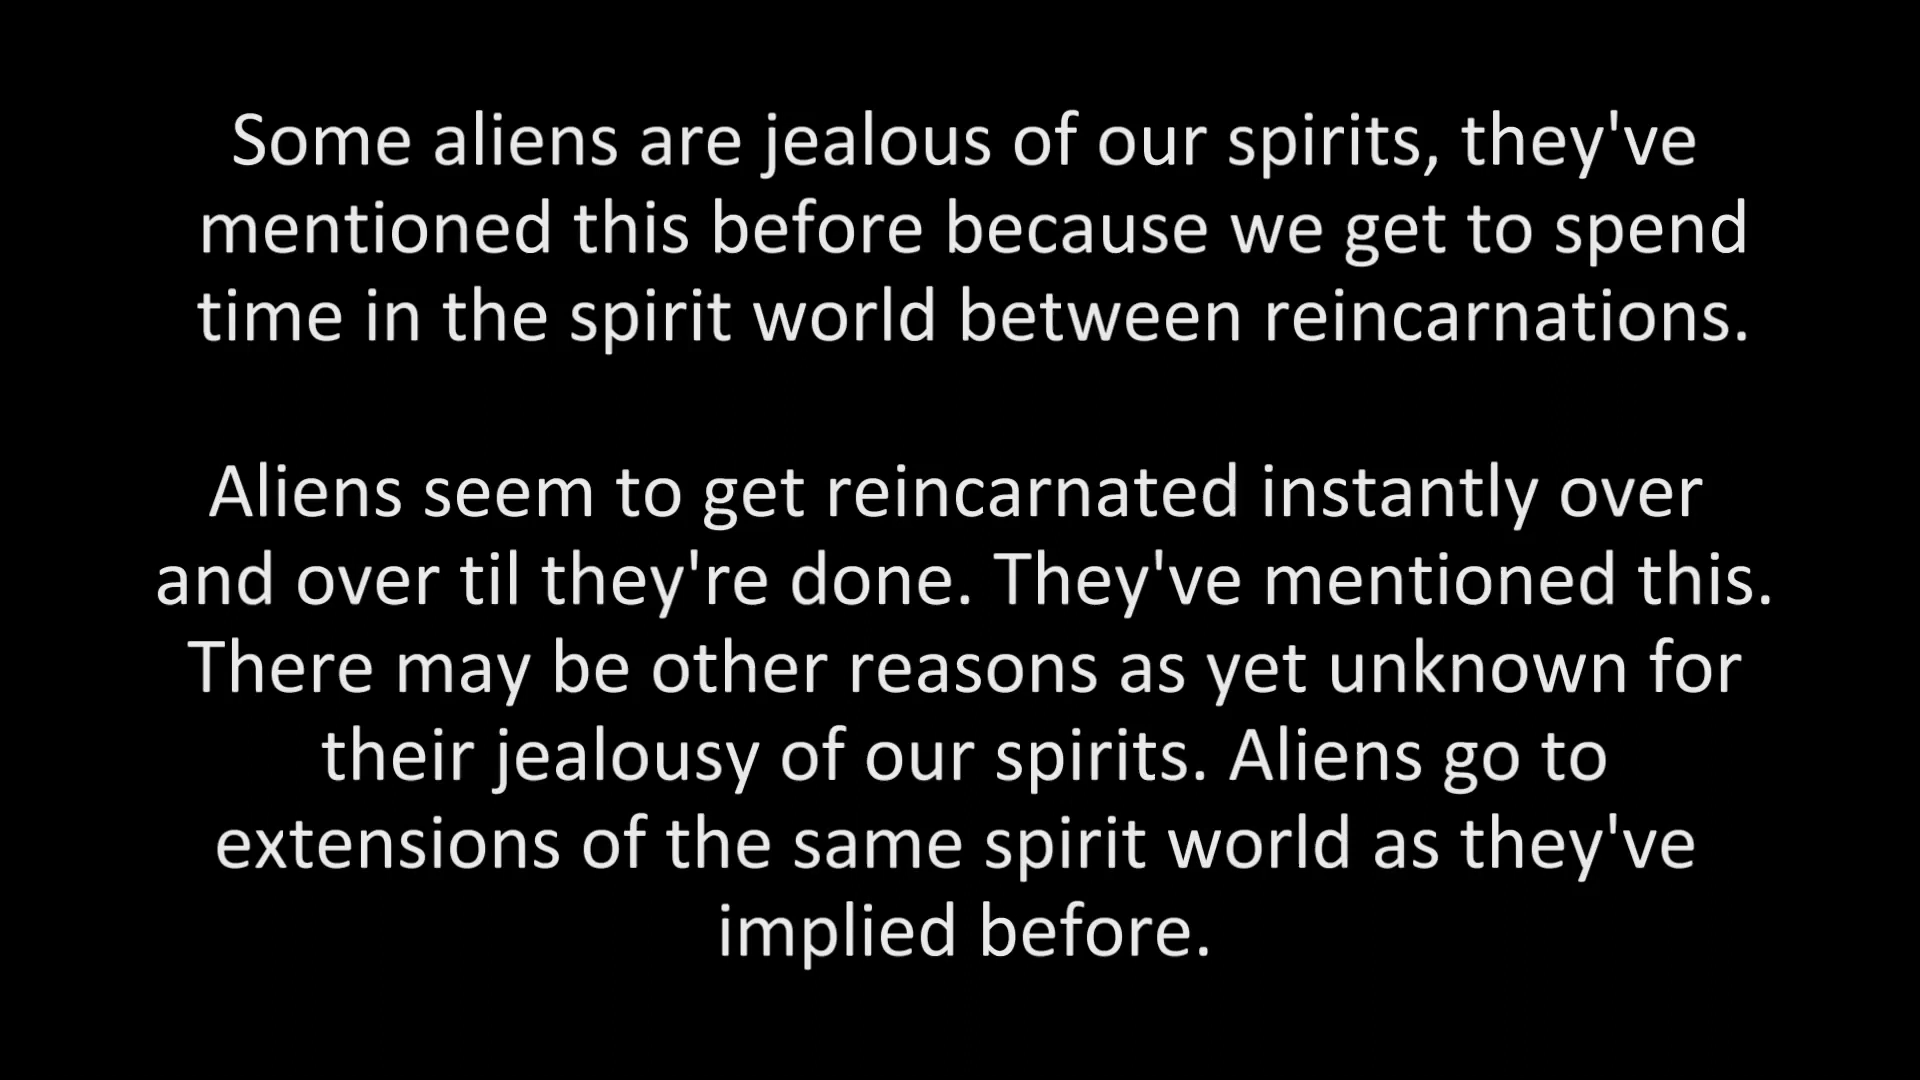 Some aliens are jealous of our spirits, they've
mentioned this before because we get to spend
time in the spirit world between reincarnations.
Aliens seem to get reincarnated instantly over
and over til they're done. They've mentioned this.
There may be other reasons as yet unknown for
their jealousy of our spirits. Aliens go to
extensions of the same spirit world as they've
implied before.